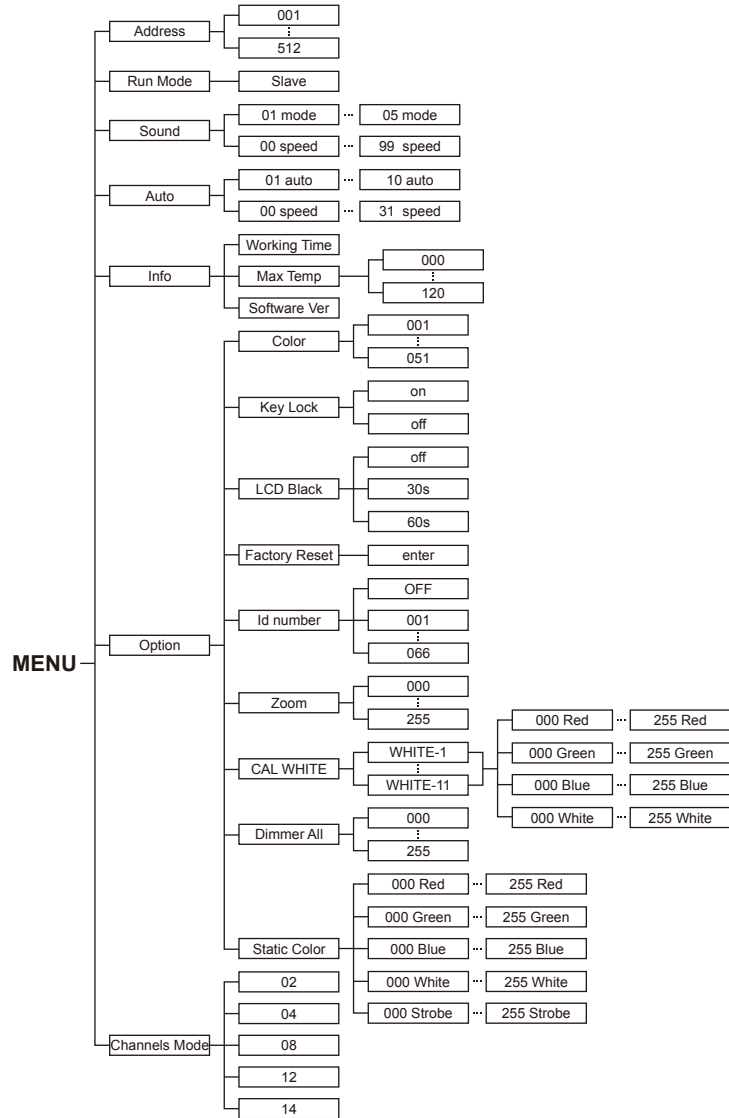 MENU
Address
001
512
Run Mode
Slave
Sound
01 mode
05 mode
00 speed
99 speed
Auto
01 auto
10 auto
00 speed
31 speed
Info
Working Time
Max Temp
000
120
Software Ver
Option
Color
001
051
Key Lock
on
off
LCD Black
off
30s
60s
Factory Reset
enter
Id number
OFF
001
066
Zoom
000
255
CAL WHITE
WHITE-1
WHITE-11
000 Red
255 Red
000 Green
255 Green
000 Blue
255 Blue
000 White
255 White
Dimmer All
000
255
Static Color
000 Red
255 Red
000 Green
255 Green
000 Blue
255 Blue
000 White
255 White
000 Strobe
255 Strobe
Channels Mode
02
04
08
12
14